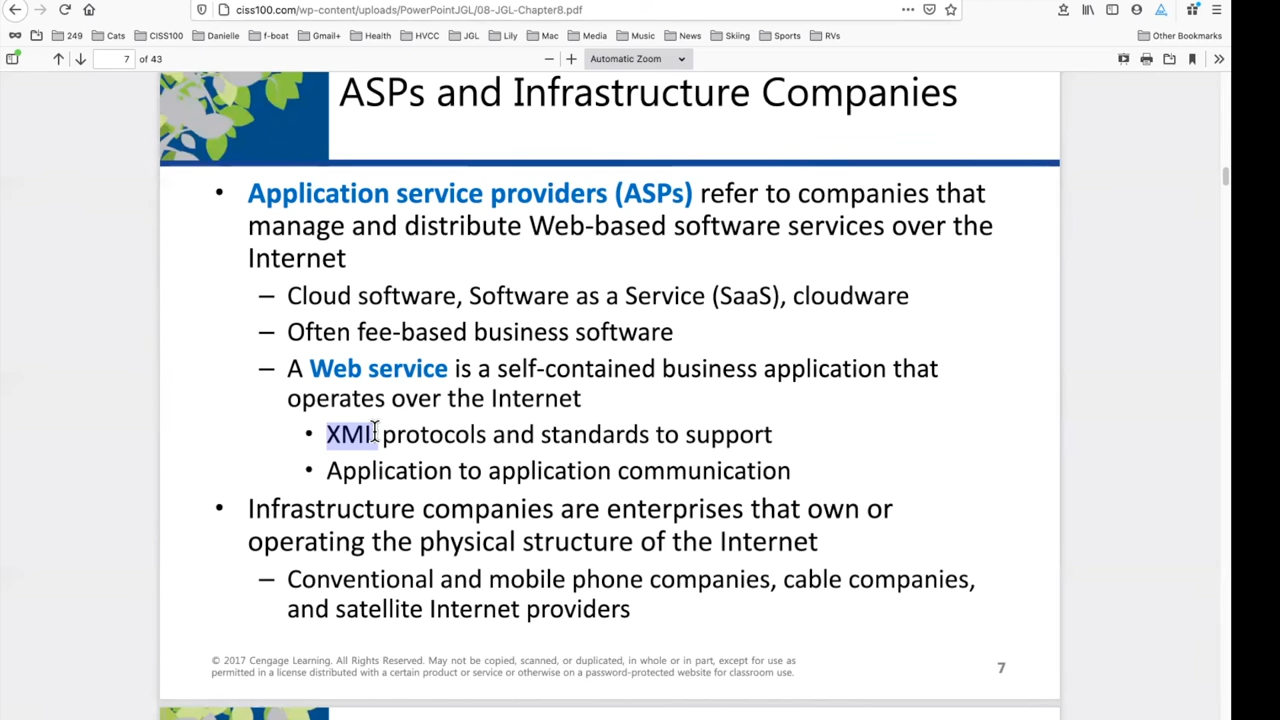 ciss100.com/wp-content/uploads/PowerPointJGL/08-JGL-Chapter8.pdf
249 Cats CISS100 Danielle f-boat Gmail+ Health HVCC JGL Lily Mac Media Music News Skiing Sports RVs Other Bookmarks
7 of 43 Automatic Zoom
ASPs and Infrastructure Companies
• Application service providers (ASPs) refer to companies that
manage and distribute Web-based software services over the
Internet
– Cloud software, Software as a Service (SaaS), cloudware
– Often fee-based business software
– A Web service is a self-contained business application that
operates over the Internet
• XML protocols and standards to support
• Application to application communication
• Infrastructure companies are enterprises that own or
operating the physical structure of the Internet
– Conventional and mobile phone companies, cable companies,
and satellite Internet providers
© 2017 Cengage Learning. All Rights Reserved. May not be copied, scanned, or duplicated, in whole or in part, except for use as
permitted in a license distributed with a certain product or service or otherwise on a password-protected website for classroom use.
7